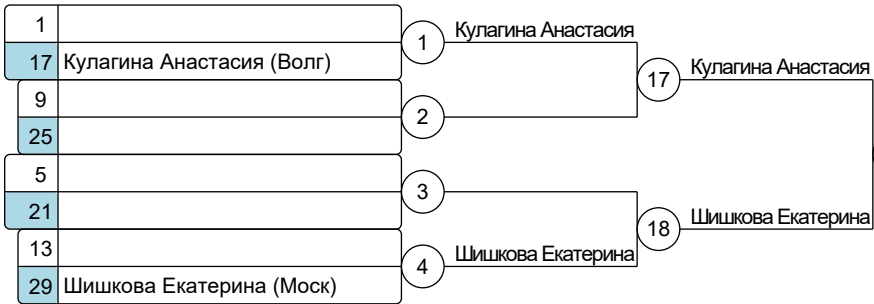 1
17 Кулагина Анастасия (Волг)
9
25
5
21
13
29 Шишкова Екатерина (Моск)
1 Кулагина Анастасия
2
3
4 Шишкова Екатерина
17 Кулагина Анастасия
18 Шишкова Екатерина